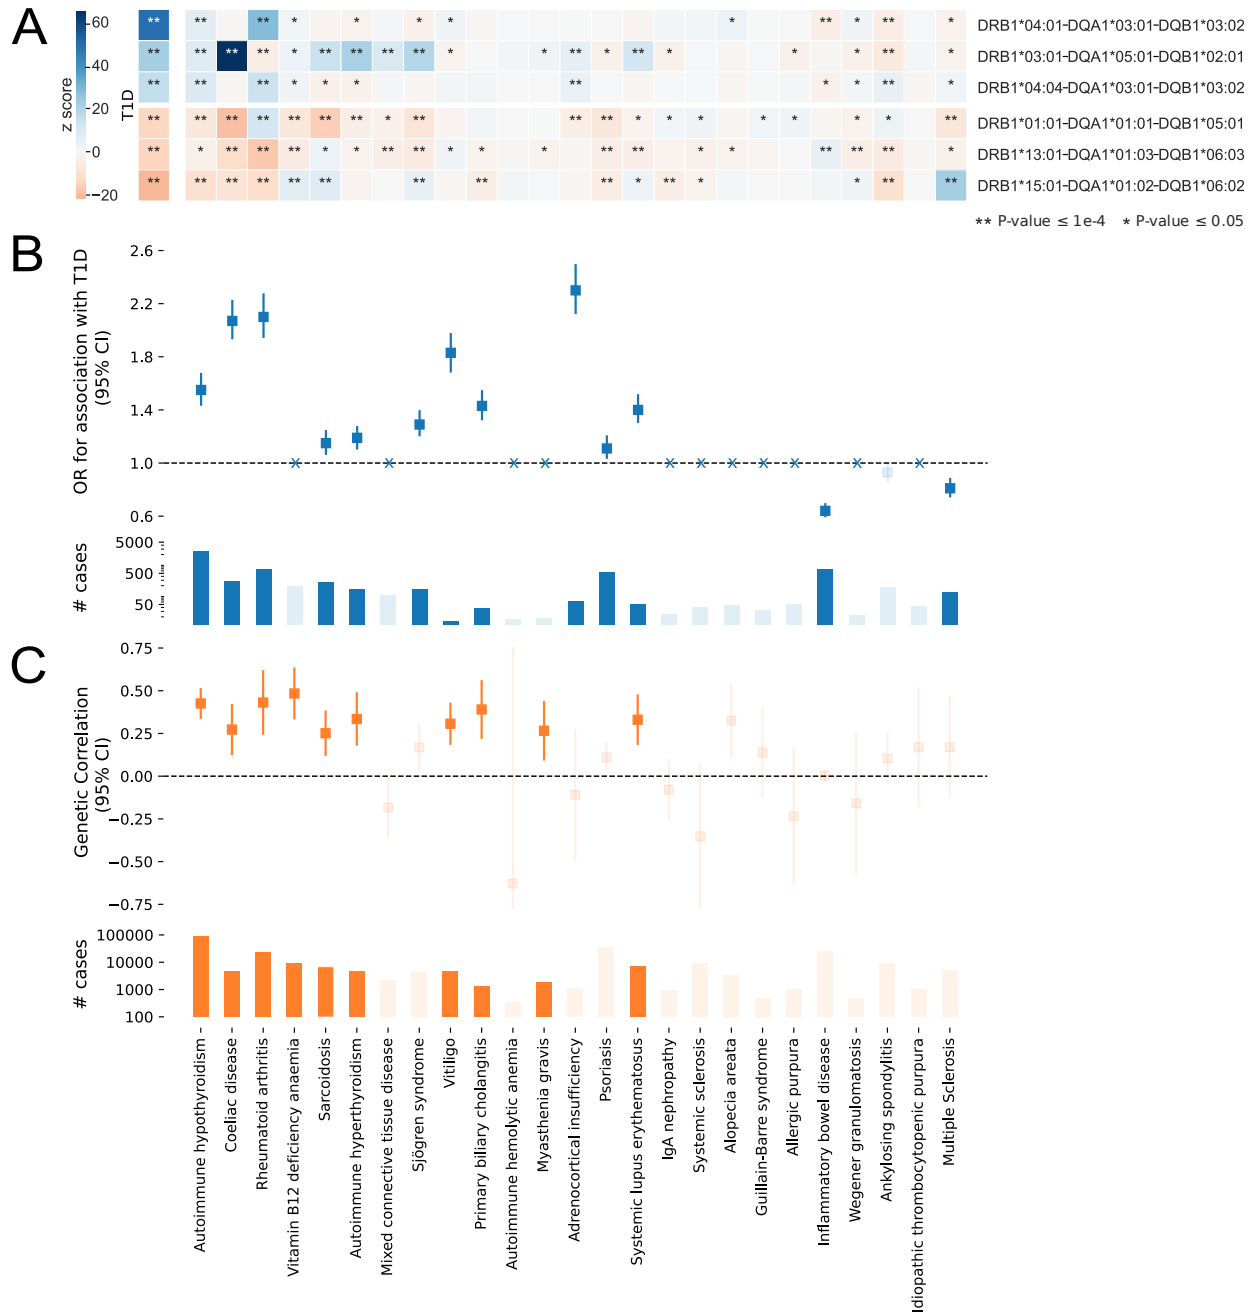 A
60
40
20
0
−20
z score
T1D
** ** ** * * * * * ** * ** *
** ** ** ** * ** ** ** ** * * ** * ** * * * ** *
** ** ** * * * ** * * ** *
DRB1*04:01-DQA1*03:01-DQB1*03:02
DRB1*03:01-DQA1*05:01-DQB1*02:01
DRB1*04:04-DQA1*03:01-DQB1*03:02
** ** ** ** ** ** ** * ** ** ** * * * * * * * **
** * ** ** ** * * ** ** * * * ** ** * * ** ** ** *
** ** ** ** ** ** ** ** ** * ** * * ** **
DRB1*01:01-DQA1*01:01-DQB1*05:01
DRB1*13:01-DQA1*01:03-DQB1*06:03
DRB1*15:01-DQA1*01:02-DQB1*06:02
** P-value ≤ 1e-4 * P-value ≤ 0.05
B
OR for association with T1D
(95% CI)
2.6
2.2
1.8
1.4
1.0
0.6
# cases
5000
500
50
C
Genetic Correlation
(95% CI)
0.75
0.50
0.25
0.00
−0.25
−0.50
−0.75
# cases
100000
10000
1000
100
Autoimmune hypothyroidism
Coeliac disease
Rheumatoid arthritis
Vitamin B12 deficiency anaemia
Sarcoidosis
Autoimmune hyperthyroidism
Mixed connective tissue disease
Sjögren syndrome
Vitiligo
Primary biliary cholangitis
Autoimmune hemolytic anemia
Myasthenia gravis
Adrenocortical insufficiency
Psoriasis
Systemic lupus erythematosus
IgA nephropathy
Systemic sclerosis
Alopecia areata
Guillain-Barre syndrome
Allergic purpura
Inflammatory bowel disease
Wegener granulomatosis
Ankylosing spondylitis
Idiopathic thrombocytopenic purpura
Multiple Sclerosis